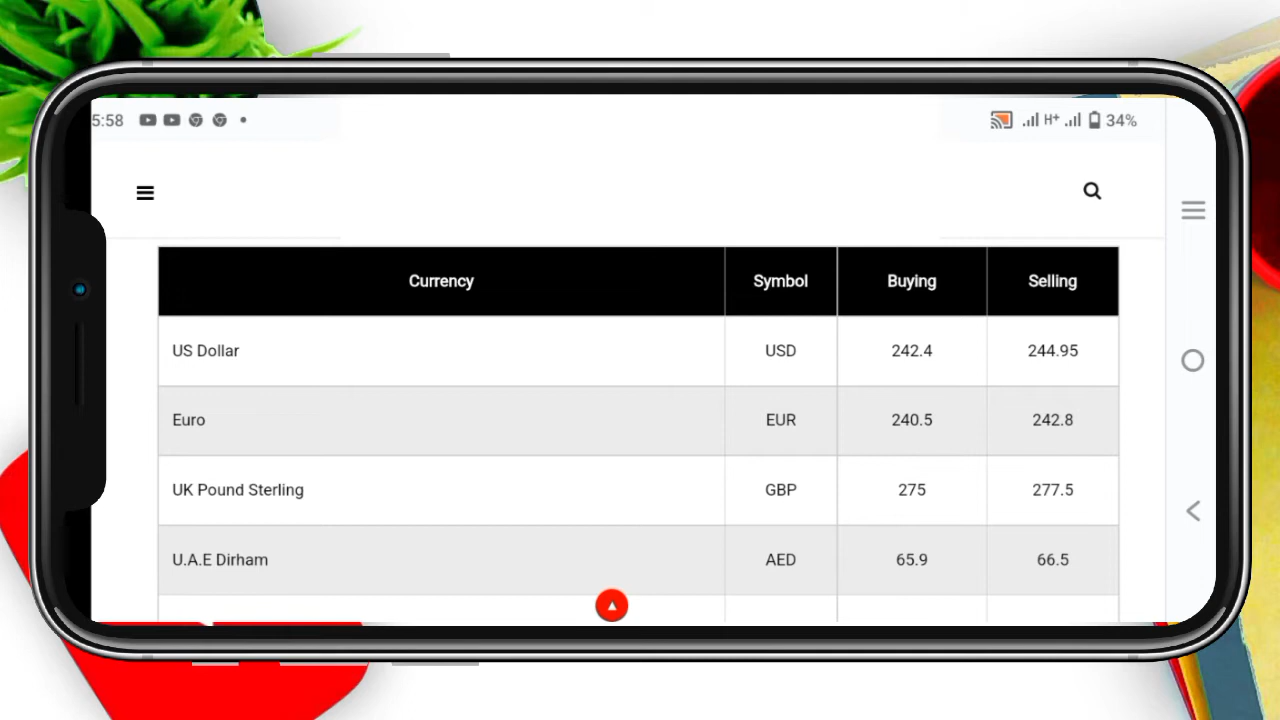 5:58 H+ 34%
Currency Symbol Buying Selling
US Dollar USD 242.4 244.95
Euro EUR 240.5 242.8
UK Pound Sterling GBP 275 277.5
U.A.E Dirham AED 65.9 66.5